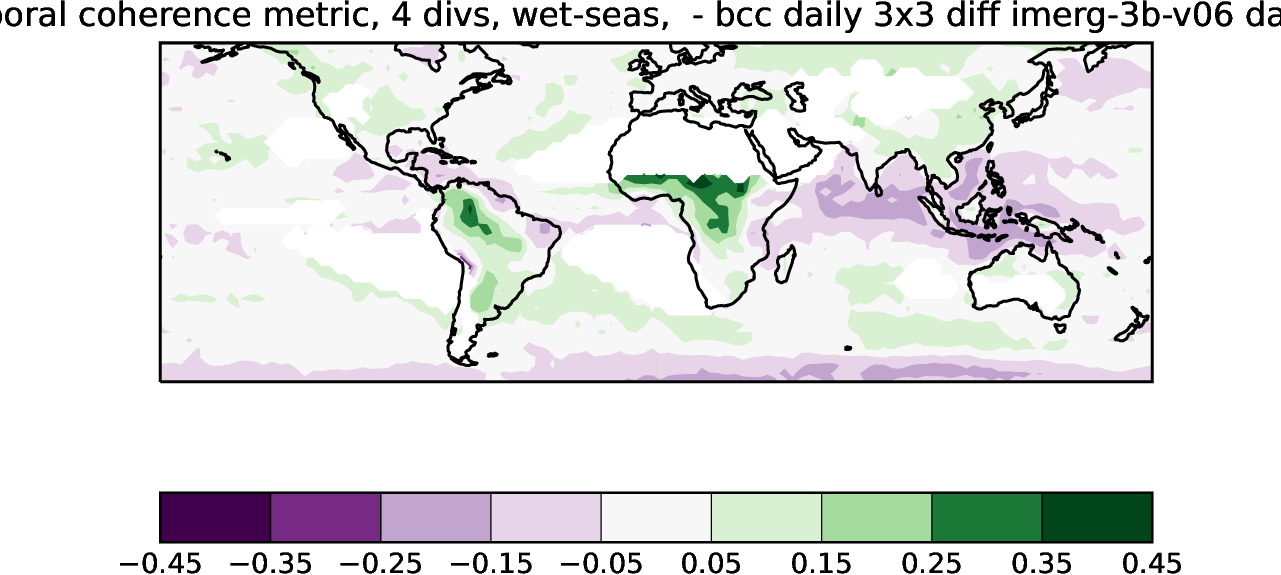 poral coherence metric, 4 divs, wet-seas,  - bcc daily 3x3 diff imerg-3b-v06 da
−0.45 −0.35 −0.25 −0.15 −0.05 0.05 0.15 0.25 0.35 0.45